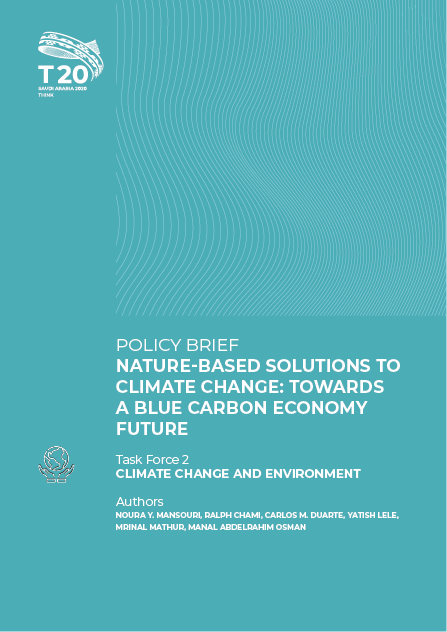 T20
SAUDI ARABIA 2020
THINK
POLICY BRIEF
NATURE-BASED SOLUTIONS TO
CLIMATE CHANGE: TOWARDS
A BLUE CARBON ECONOMY
FUTURE
Task Force 2
CLIMATE CHANGE AND ENVIRONMENT
Authors
NOURA Y. MANSOURI, RALPH CHAMI, CARLOS M. DUARTE, YATISH LELE,
MRINAL MATHUR, MANAL ABDELRAHIM OSMAN